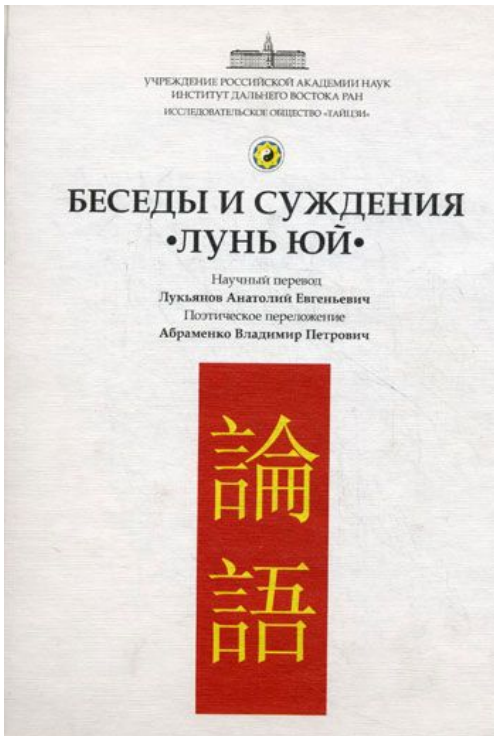 УЧРЕЖДЕНИЕ РОССИЙСКОЙ АКАДЕМИИ НАУК
ИНСТИТУТ ДАЛЬНЕГО ВОСТОКА РАН
ИССЛЕДОВАТЕЛЬСКОЕ ОБЩЕСТВО «ТАЙЦЗИ»
БЕСЕДЫ И СУЖДЕНИЯ
•ЛУНЬ ЮЙ•
Научный перевод
Лукьянов Анатолий Евгеньевич
Поэтическое переложение
Абраменко Владимир Петрович
論
語